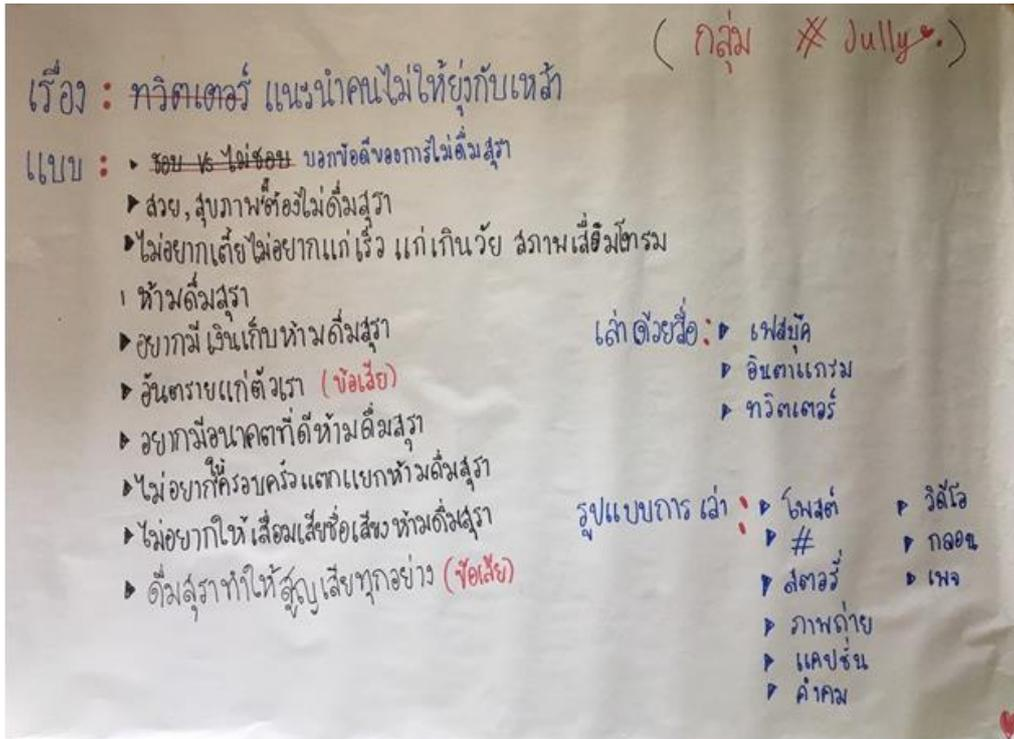 (กลุ่ม # Jully)
เรื่อง : ทวิตเตอร์ แนะนำคนไม่ให้ยุ่งกับเหล้า
แบบ : ชอบ vs ไม่ชอบ บอกข้อดีของการไม่ดื่มสุรา
สวย, สุขภาพดีต้องไม่ดื่มสุรา
ไม่อยากเตี้ยไม่อยากแก่เร็ว แก่เกินวัย สภาพเสื่อมโทรม
ห้ามดื่มสุรา
อยากมีเงินเก็บห้ามดื่มสุรา
อันตรายแก่ตัวเรา (ข้อเสีย)
อยากมีอนาคตที่ดีห้ามดื่มสุรา
ไม่อยากให้ครอบครัวแตกแยกห้ามดื่มสุรา
ไม่อยากให้เสื่อมเสียชื่อเสียงห้ามดื่มสุรา
ดื่มสุราทำให้สูญเสียทุกอย่าง (ข้อเสีย)
เล่าด้วยสื่อ : เฟสบุ๊ค
อินตาแกรม
ทวิตเตอร์
รูปแบบการเล่า : โพสต์
#
สตอรี่
ภาพถ่าย
แคปชั่น
คำคม
วิดีโอ
กลอน
เพจ